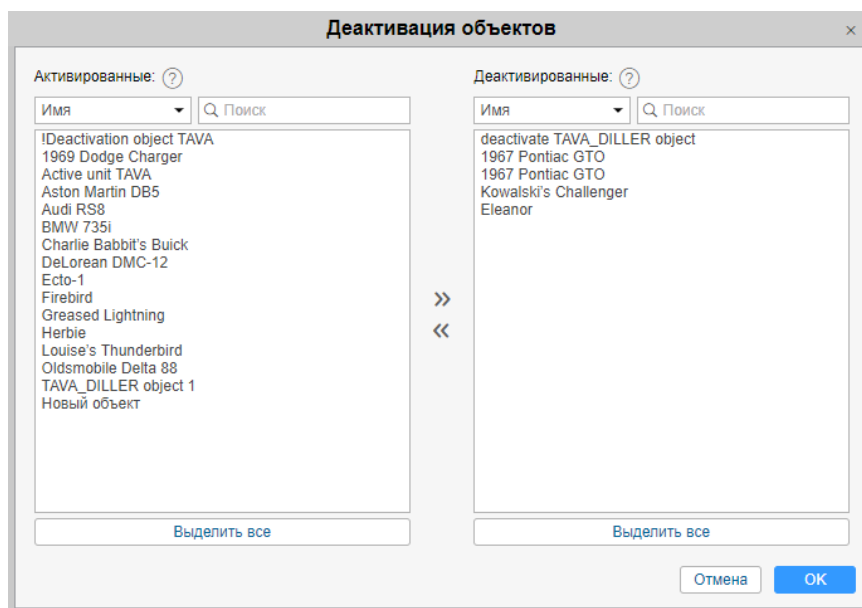 Деактивация объектов
×
Активированные: ?
Имя
Поиск
!Deactivation object TAVA
1969 Dodge Charger
Active unit TAVA
Aston Martin DB5
Audi RS8
BMW 735i
Charlie Babbit's Buick
DeLorean DMC-12
Ecto-1
Firebird
Greased Lightning
Herbie
Louise's Thunderbird
Oldsmobile Delta 88
TAVA_DILLER object 1
Новый объект
Выделить все
»
«
Деактивированные: ?
Имя
Поиск
deactivate TAVA_DILLER object
1967 Pontiac GTO
1967 Pontiac GTO
Kowalski's Challenger
Eleanor
Выделить все
Отмена
OK